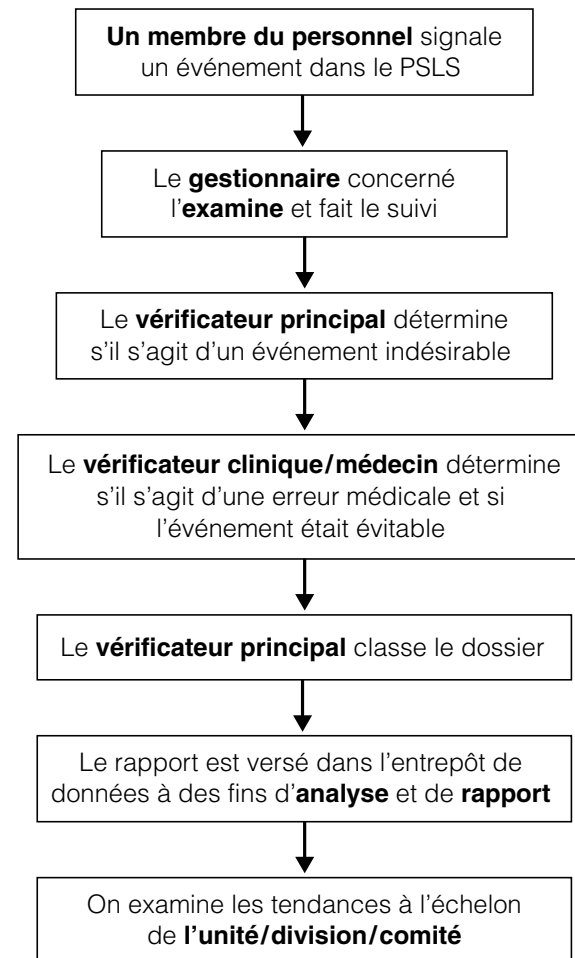 Un membre du personnel signale
un événement dans le PSLS
Le gestionnaire concerné
l'examine et fait le suivi
Le vérificateur principal détermine
s'il s'agit d'un événement indésirable
Le vérificateur clinique/médecin détermine
s'il s'agit d'une erreur médicale et si
l'événement était évitable
Le vérificateur principal classe le dossier
Le rapport est versé dans l'entrepôt de
données à des fins d'analyse et de rapport
On examine les tendances à l'échelon
de l'unité/division/comité